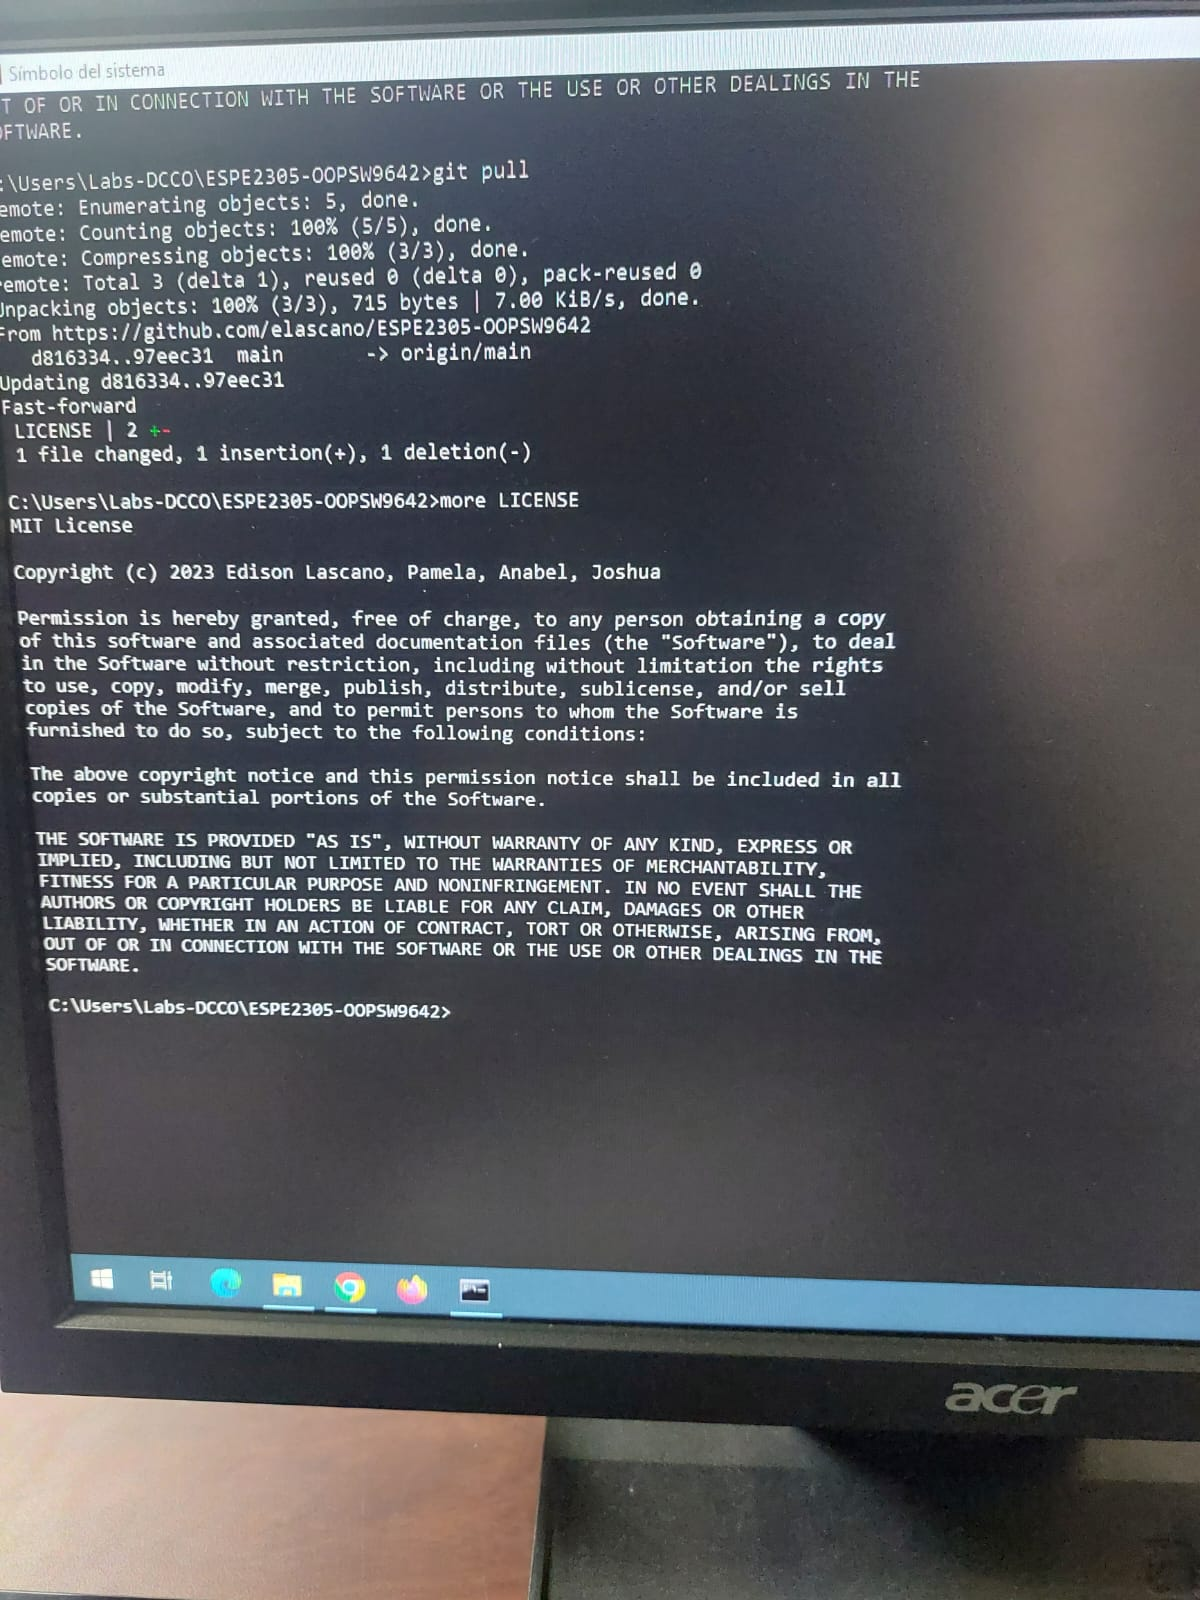 Símbolo del sistema
T OF OR IN CONNECTION WITH THE SOFTWARE OR THE USE OR OTHER DEALINGS IN THE
OFTWARE.
:\Users\Labs-DCCO\ESPE2305-OOPSW9642>git pull
emote: Enumerating objects: 5, done.
emote: Counting objects: 100% (5/5), done.
emote: Compressing objects: 100% (3/3), done.
remote: Total 3 (delta 1), reused 0 (delta 0), pack-reused 0
Unpacking objects: 100% (3/3), 715 bytes | 7.00 KiB/s, done.
From https://github.com/elascano/ESPE2305-OOPSW9642
d816334..97eec31 main -> origin/main
Updating d816334..97eec31
Fast-forward
LICENSE | 2 +-
1 file changed, 1 insertion(+), 1 deletion(-)
C:\Users\Labs-DCCO\ESPE2305-OOPSW9642>more LICENSE
MIT License
Copyright (c) 2023 Edison Lascano, Pamela, Anabel, Joshua
Permission is hereby granted, free of charge, to any person obtaining a copy
of this software and associated documentation files (the "Software"), to deal
in the Software without restriction, including without limitation the rights
to use, copy, modify, merge, publish, distribute, sublicense, and/or sell
copies of the Software, and to permit persons to whom the Software is
furnished to do so, subject to the following conditions:
The above copyright notice and this permission notice shall be included in all
copies or substantial portions of the Software.
THE SOFTWARE IS PROVIDED "AS IS", WITHOUT WARRANTY OF ANY KIND, EXPRESS OR
IMPLIED, INCLUDING BUT NOT LIMITED TO THE WARRANTIES OF MERCHANTABILITY,
FITNESS FOR A PARTICULAR PURPOSE AND NONINFRINGEMENT. IN NO EVENT SHALL THE
AUTHORS OR COPYRIGHT HOLDERS BE LIABLE FOR ANY CLAIM, DAMAGES OR OTHER
LIABILITY, WHETHER IN AN ACTION OF CONTRACT, TORT OR OTHERWISE, ARISING FROM,
OUT OF OR IN CONNECTION WITH THE SOFTWARE OR THE USE OR OTHER DEALINGS IN THE
SOFTWARE.
C:\Users\Labs-DCCO\ESPE2305-OOPSW9642>
acer